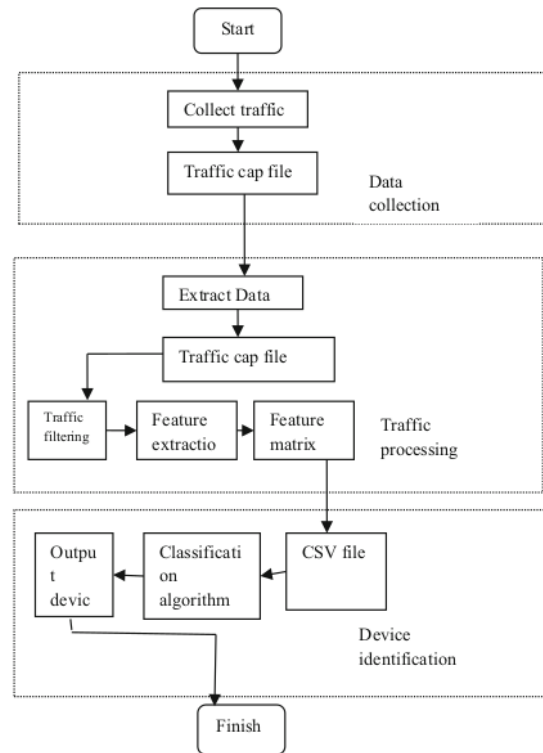 Start
Collect traffic
Traffic cap file
Data
collection
Extract Data
Traffic cap file
Traffic
filtering
Feature
extractio
Feature
matrix
Traffic
processing
CSV file
Classificati
on
algorithm
Outpu
t
devic
Device
identification
Finish